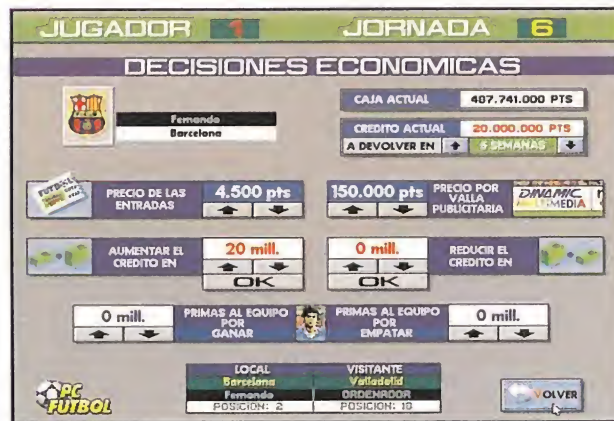 JUGADOR 1 JORNADA 6
DECISIONES ECONOMICAS
Fernando
Barcelona
CAJA ACTUAL 487.741.000 PTS
CREDITO ACTUAL 20.000.000 PTS
A DEVOLVER EN SEMANAS
PRECIO DE LAS ENTRADAS
4.500 pts
150.000 pts
PRECIO POR VALLA PUBLICITARIA
DINAMIC
MULTIMEDIA
AUMENTAR EL CREDITO EN
20 mill.
OK
0 mill.
OK
REDUCIR EL CREDITO EN
0 mill.
PRIMAS AL EQUIPO POR GANAR
PRIMAS AL EQUIPO POR EMPATAR
0 mill.
LOCAL VISITANTE
Barcelona Valladolid
Fernando ORDENADOR
POSICION: 2 POSICION: 18
PC FUTBOL
VOLVER